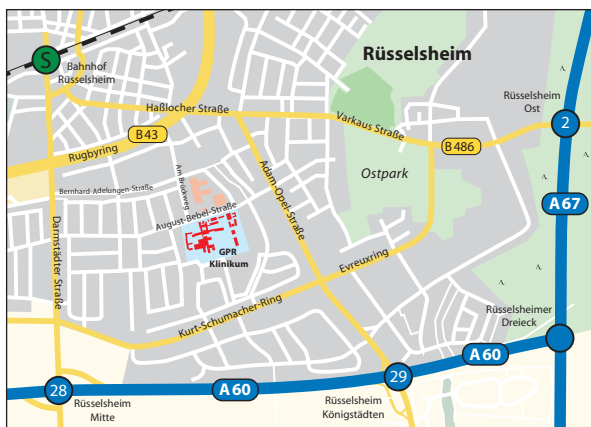 S
Bahnhof
Rüsselsheim
Rüsselsheim
Haßlocher Straße
Varkaus Straße
Rüsselsheim
Ost
2
B43
B486
Rugbyring
Am Brückweg
Adam-Opel-Straße
Ostpark
Bernhard-Adelungen-Straße
August-Bebel-Straße
A67
Darmstädter Straße
GPR
Klinikum
Evreuxring
Kurt-Schumacher-Ring
Rüsselsheimer
Dreieck
A60
29
28
A60
Rüsselsheim
Mitte
Rüsselsheim
Königstädten